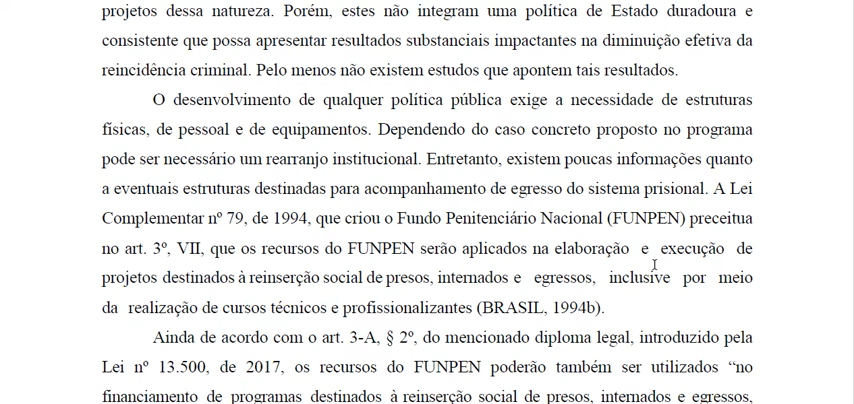 projetos dessa natureza. Porém, estes não integram uma política de Estado duradoura e
consistente que possa apresentar resultados substanciais impactantes na diminuição efetiva da
reincidência criminal. Pelo menos não existem estudos que apontem tais resultados.
O desenvolvimento de qualquer política pública exige a necessidade de estruturas
físicas, de pessoal e de equipamentos. Dependendo do caso concreto proposto no programa
pode ser necessário um rearranjo institucional. Entretanto, existem poucas informações quanto
a eventuais estruturas destinadas para acompanhamento de egresso do sistema prisional. A Lei
Complementar nº 79, de 1994, que criou o Fundo Penitenciário Nacional (FUNPEN) preceitua
no art. 3º, VII, que os recursos do FUNPEN serão aplicados na elaboração e execução de
projetos destinados à reinserção social de presos, internados e egressos, inclusive por meio
da realização de cursos técnicos e profissionalizantes (BRASIL, 1994b).
Ainda de acordo com o art. 3-A, § 2º, do mencionado diploma legal, introduzido pela
Lei nº 13.500, de 2017, os recursos do FUNPEN poderão também ser utilizados “no
financiamento de programas destinados à reinserção social de presos, internados e egressos,